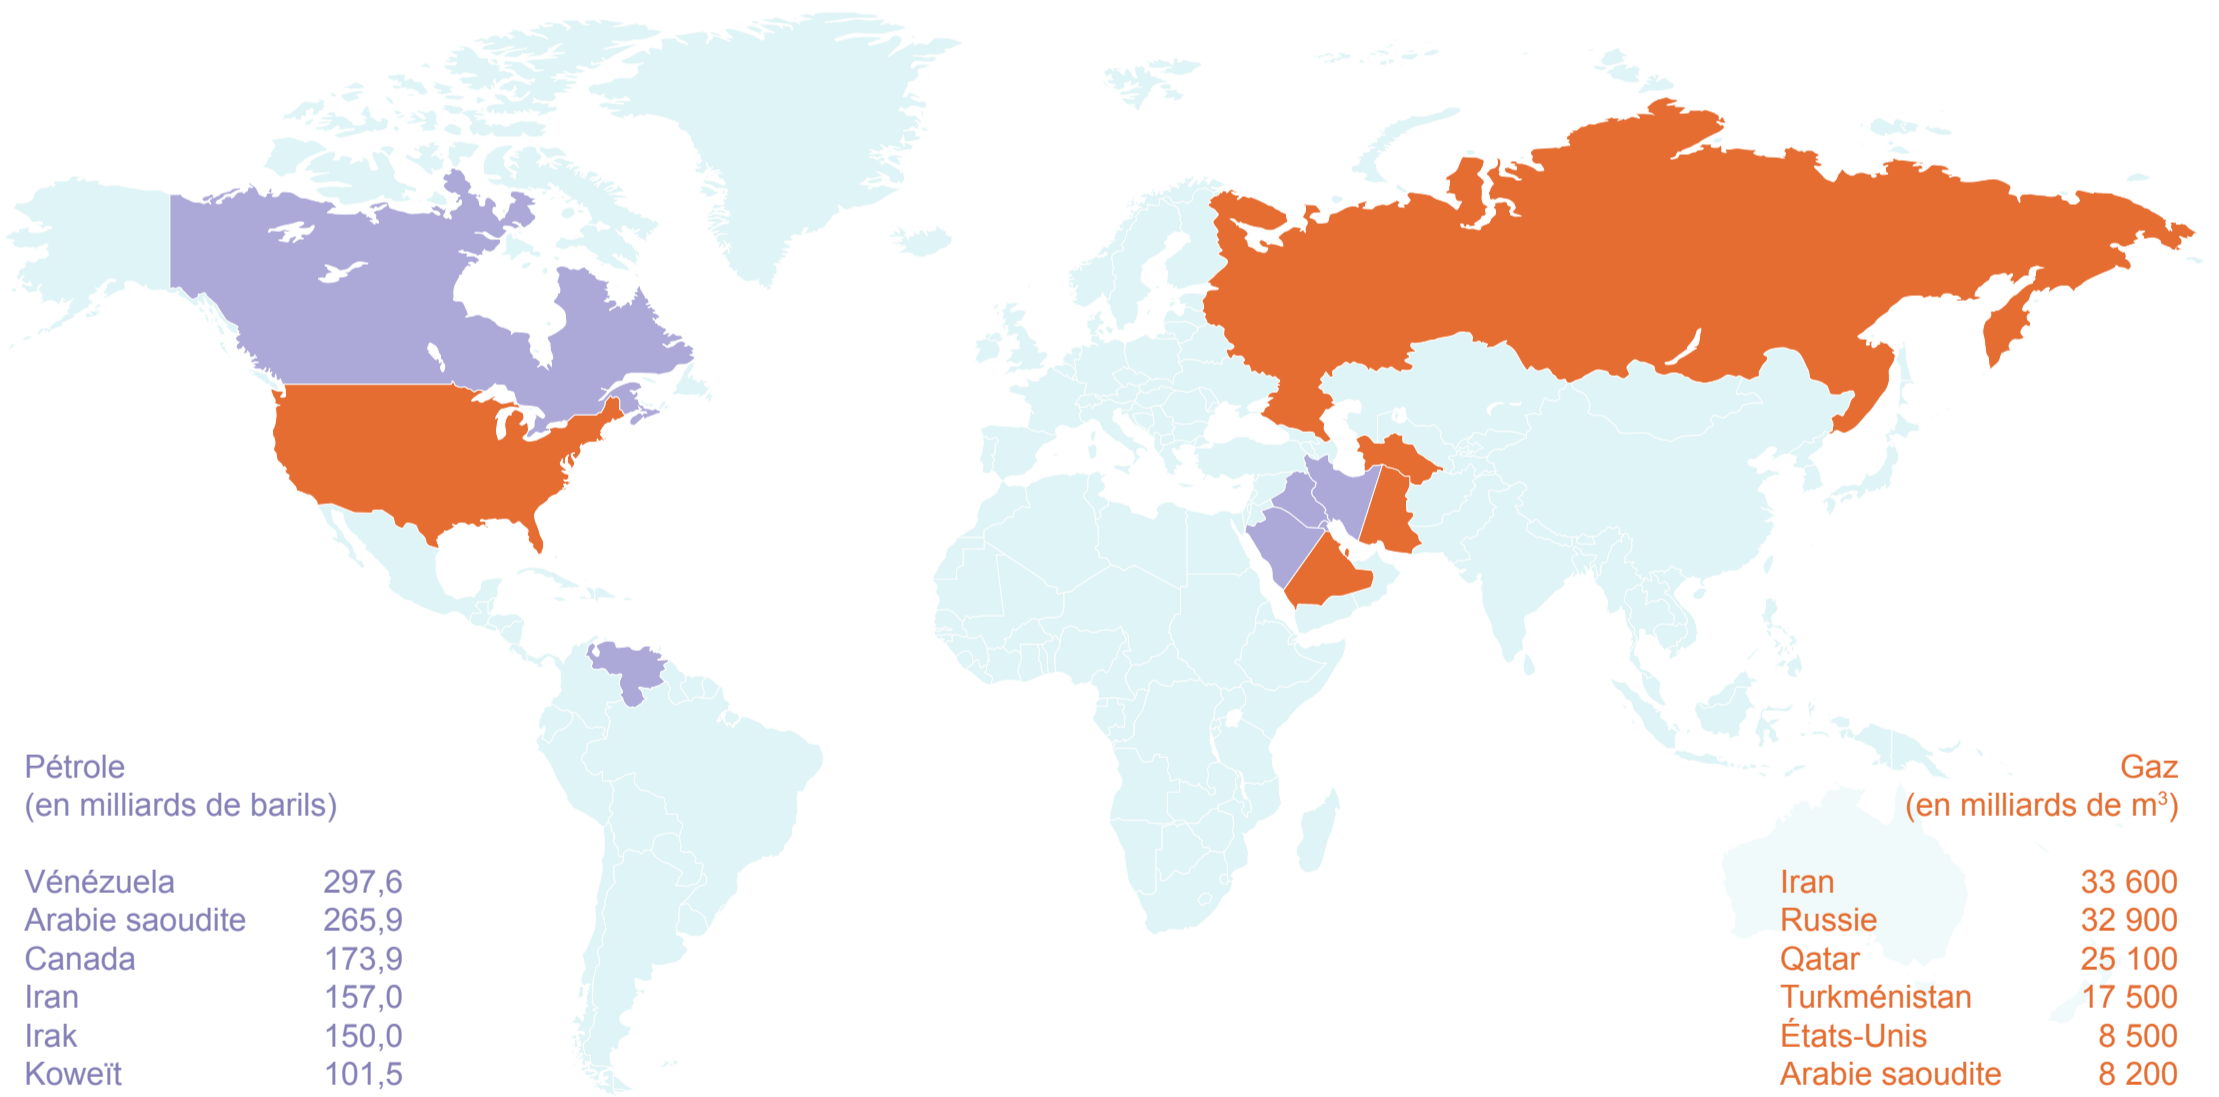 Pétrole
(en milliards de barils)
Vénézuela 297,6
Arabie saoudite 265,9
Canada 173,9
Iran 157,0
Irak 150,0
Koweït 101,5
Gaz
(en milliards de m³)
Iran 33 600
Russie 32 900
Qatar 25 100
Turkménistan 17 500
États-Unis 8 500
Arabie saoudite 8 200